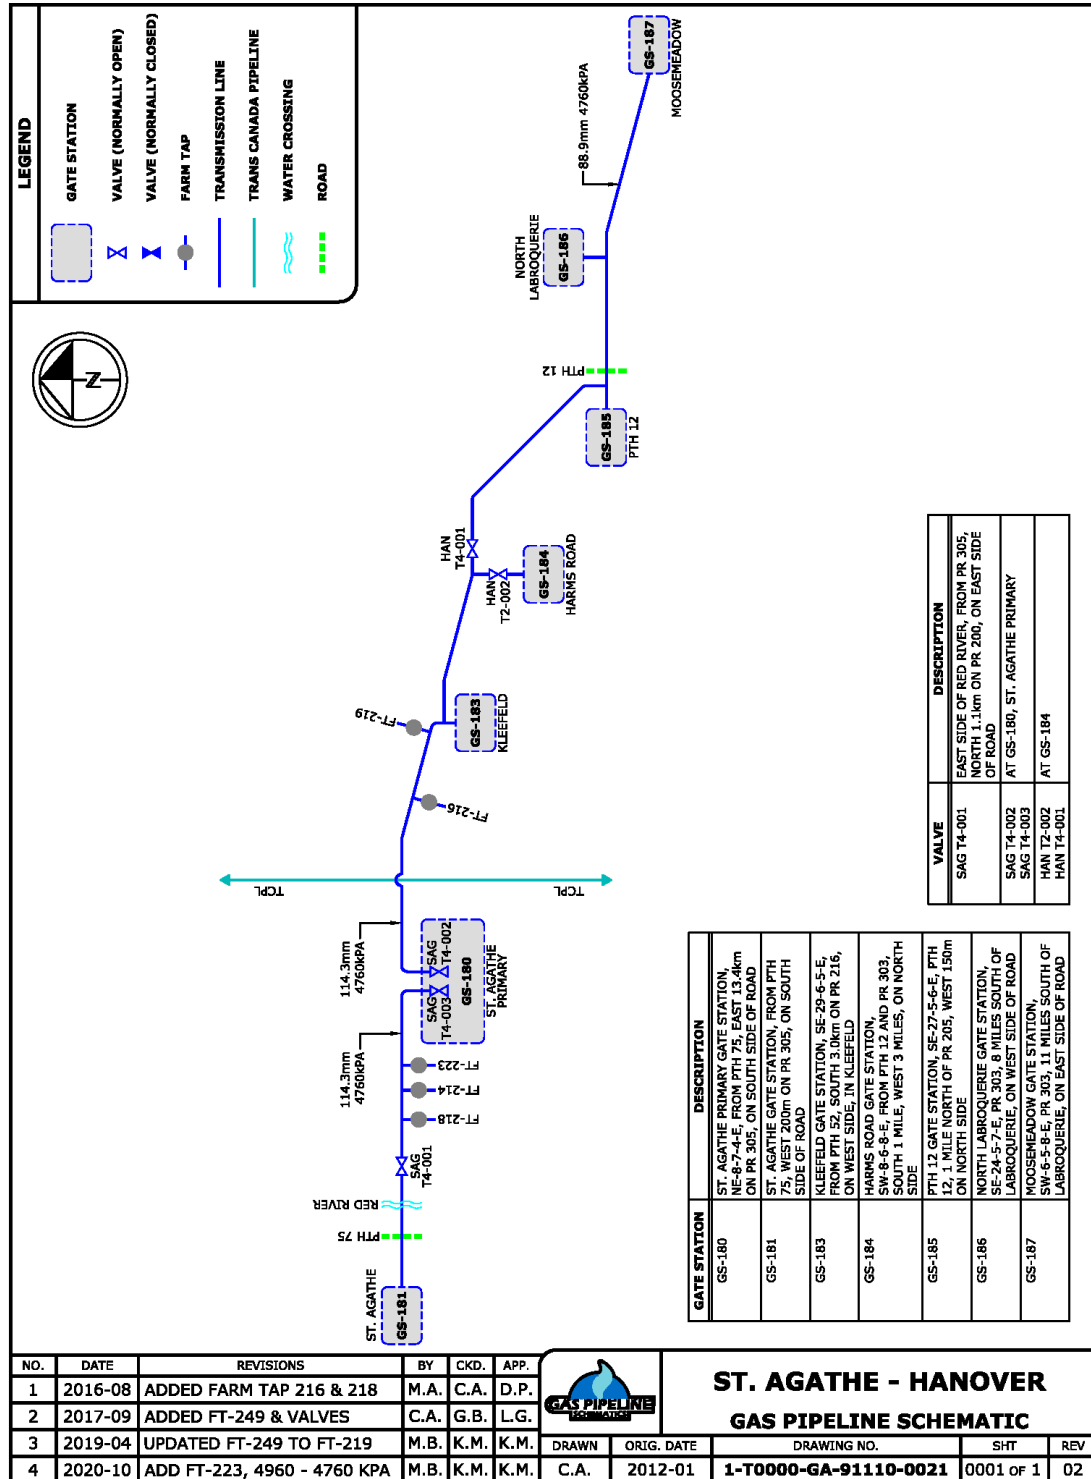 LEGEND
GATE STATION
VALVE (NORMALLY OPEN)
VALVE (NORMALLY CLOSED)
FARM TAP
TRANSMISSION LINE
TRANS CANADA PIPELINE
WATER CROSSING
ROAD
N
ST. AGATHE
GS-181
PTH 75
RED RIVER
SAG
T4-001
FT-218
FT-214
FT-223
114.3mm
4760kPA
SAG
T4-003
SAG
T4-002
GS-180
ST. AGATHE
PRIMARY
114.3mm
4760kPA
TCPL
TCPL
FT-216
FT-219
GS-183
KLEEFELD
HAN
T4-001
HAN
T2-002
GS-184
HARMS ROAD
GS-185
PTH 12
PTH 12
NORTH
LABROQUERIE
GS-186
88.9mm 4760kPA
GS-187
MOOSEMEADOW
GATE STATION DESCRIPTION
GS-180 ST. AGATHE PRIMARY GATE STATION,
NE-8-7-4-E, FROM PTH 75, EAST 13.4km
ON PR 305, ON SOUTH SIDE OF ROAD
GS-181 ST. AGATHE GATE STATION, FROM PTH
75, WEST 200m ON PR 305, ON SOUTH
SIDE OF ROAD
GS-183 KLEEFELD GATE STATION, SE-29-6-5-E,
FROM PTH 52, SOUTH 3.0km ON PR 216,
ON WEST SIDE, IN KLEEFELD
GS-184 HARMS ROAD GATE STATION,
SW-8-6-8-E, FROM PTH 12 AND PR 303,
SOUTH 1 MILE, WEST 3 MILES, ON NORTH
SIDE
GS-185 PTH 12 GATE STATION, SE-27-5-6-E, PTH
12, 1 MILE NORTH OF PR 205, WEST 150m
ON NORTH SIDE
GS-186 NORTH LABROQUERIE GATE STATION,
SE-24-5-7-E, PR 303, 8 MILES SOUTH OF
LABROQUERIE, ON WEST SIDE OF ROAD
GS-187 MOOSEMEADOW GATE STATION,
SW-6-5-8-E, PR 303, 11 MILES SOUTH OF
LABROQUERIE, ON EAST SIDE OF ROAD
VALVE DESCRIPTION
SAG T4-001 EAST SIDE OF RED RIVER, FROM PR 305,
NORTH 1.1km ON PR 200, ON EAST SIDE
OF ROAD
SAG T4-002 AT GS-180, ST. AGATHE PRIMARY
SAG T4-003
HAN T2-002 AT GS-184
HAN T4-001
NO. DATE REVISIONS BY CKD. APP.
1 2016-08 ADDED FARM TAP 216 & 218 M.A. C.A. D.P.
2 2017-09 ADDED FT-249 & VALVES C.A. G.B. L.G.
3 2019-04 UPDATED FT-249 TO FT-219 M.B. K.M. K.M.
4 2020-10 ADD FT-223, 4960 - 4760 KPA M.B. K.M. K.M.
GAS PIPELINE
SCHEMATICS
ST. AGATHE - HANOVER
GAS PIPELINE SCHEMATIC
DRAWN ORIG. DATE DRAWING NO. SHT REV
C.A. 2012-01 1-T0000-GA-91110-0021 0001 OF 1 02